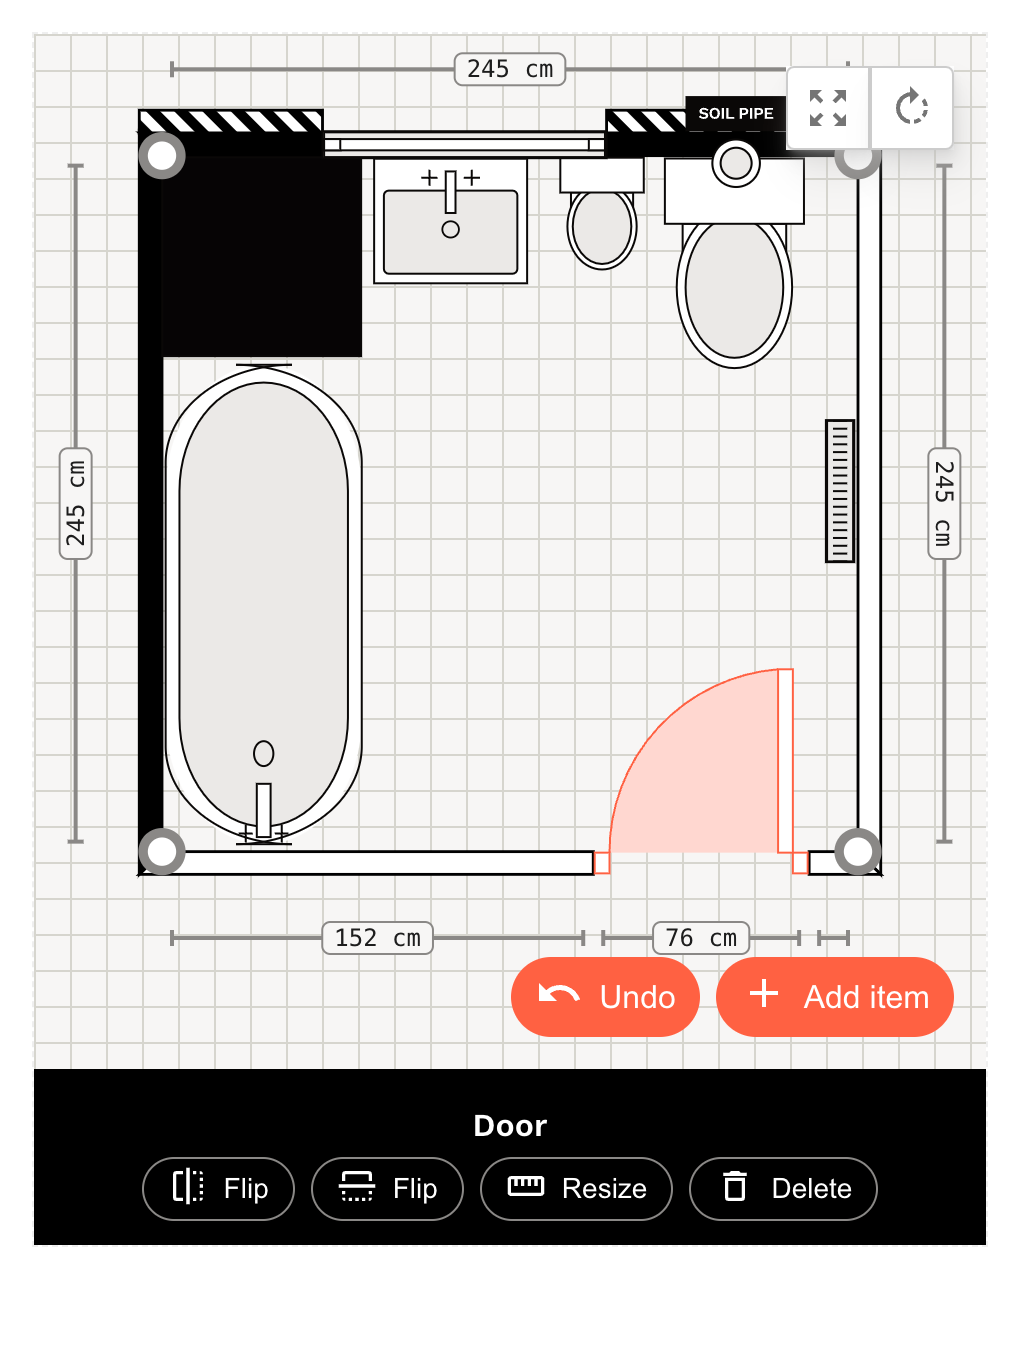 245 cm
SOIL PIPE
245 cm
245 cm
152 cm
76 cm
Undo
Add item
Door
Flip
Flip
Resize
Delete